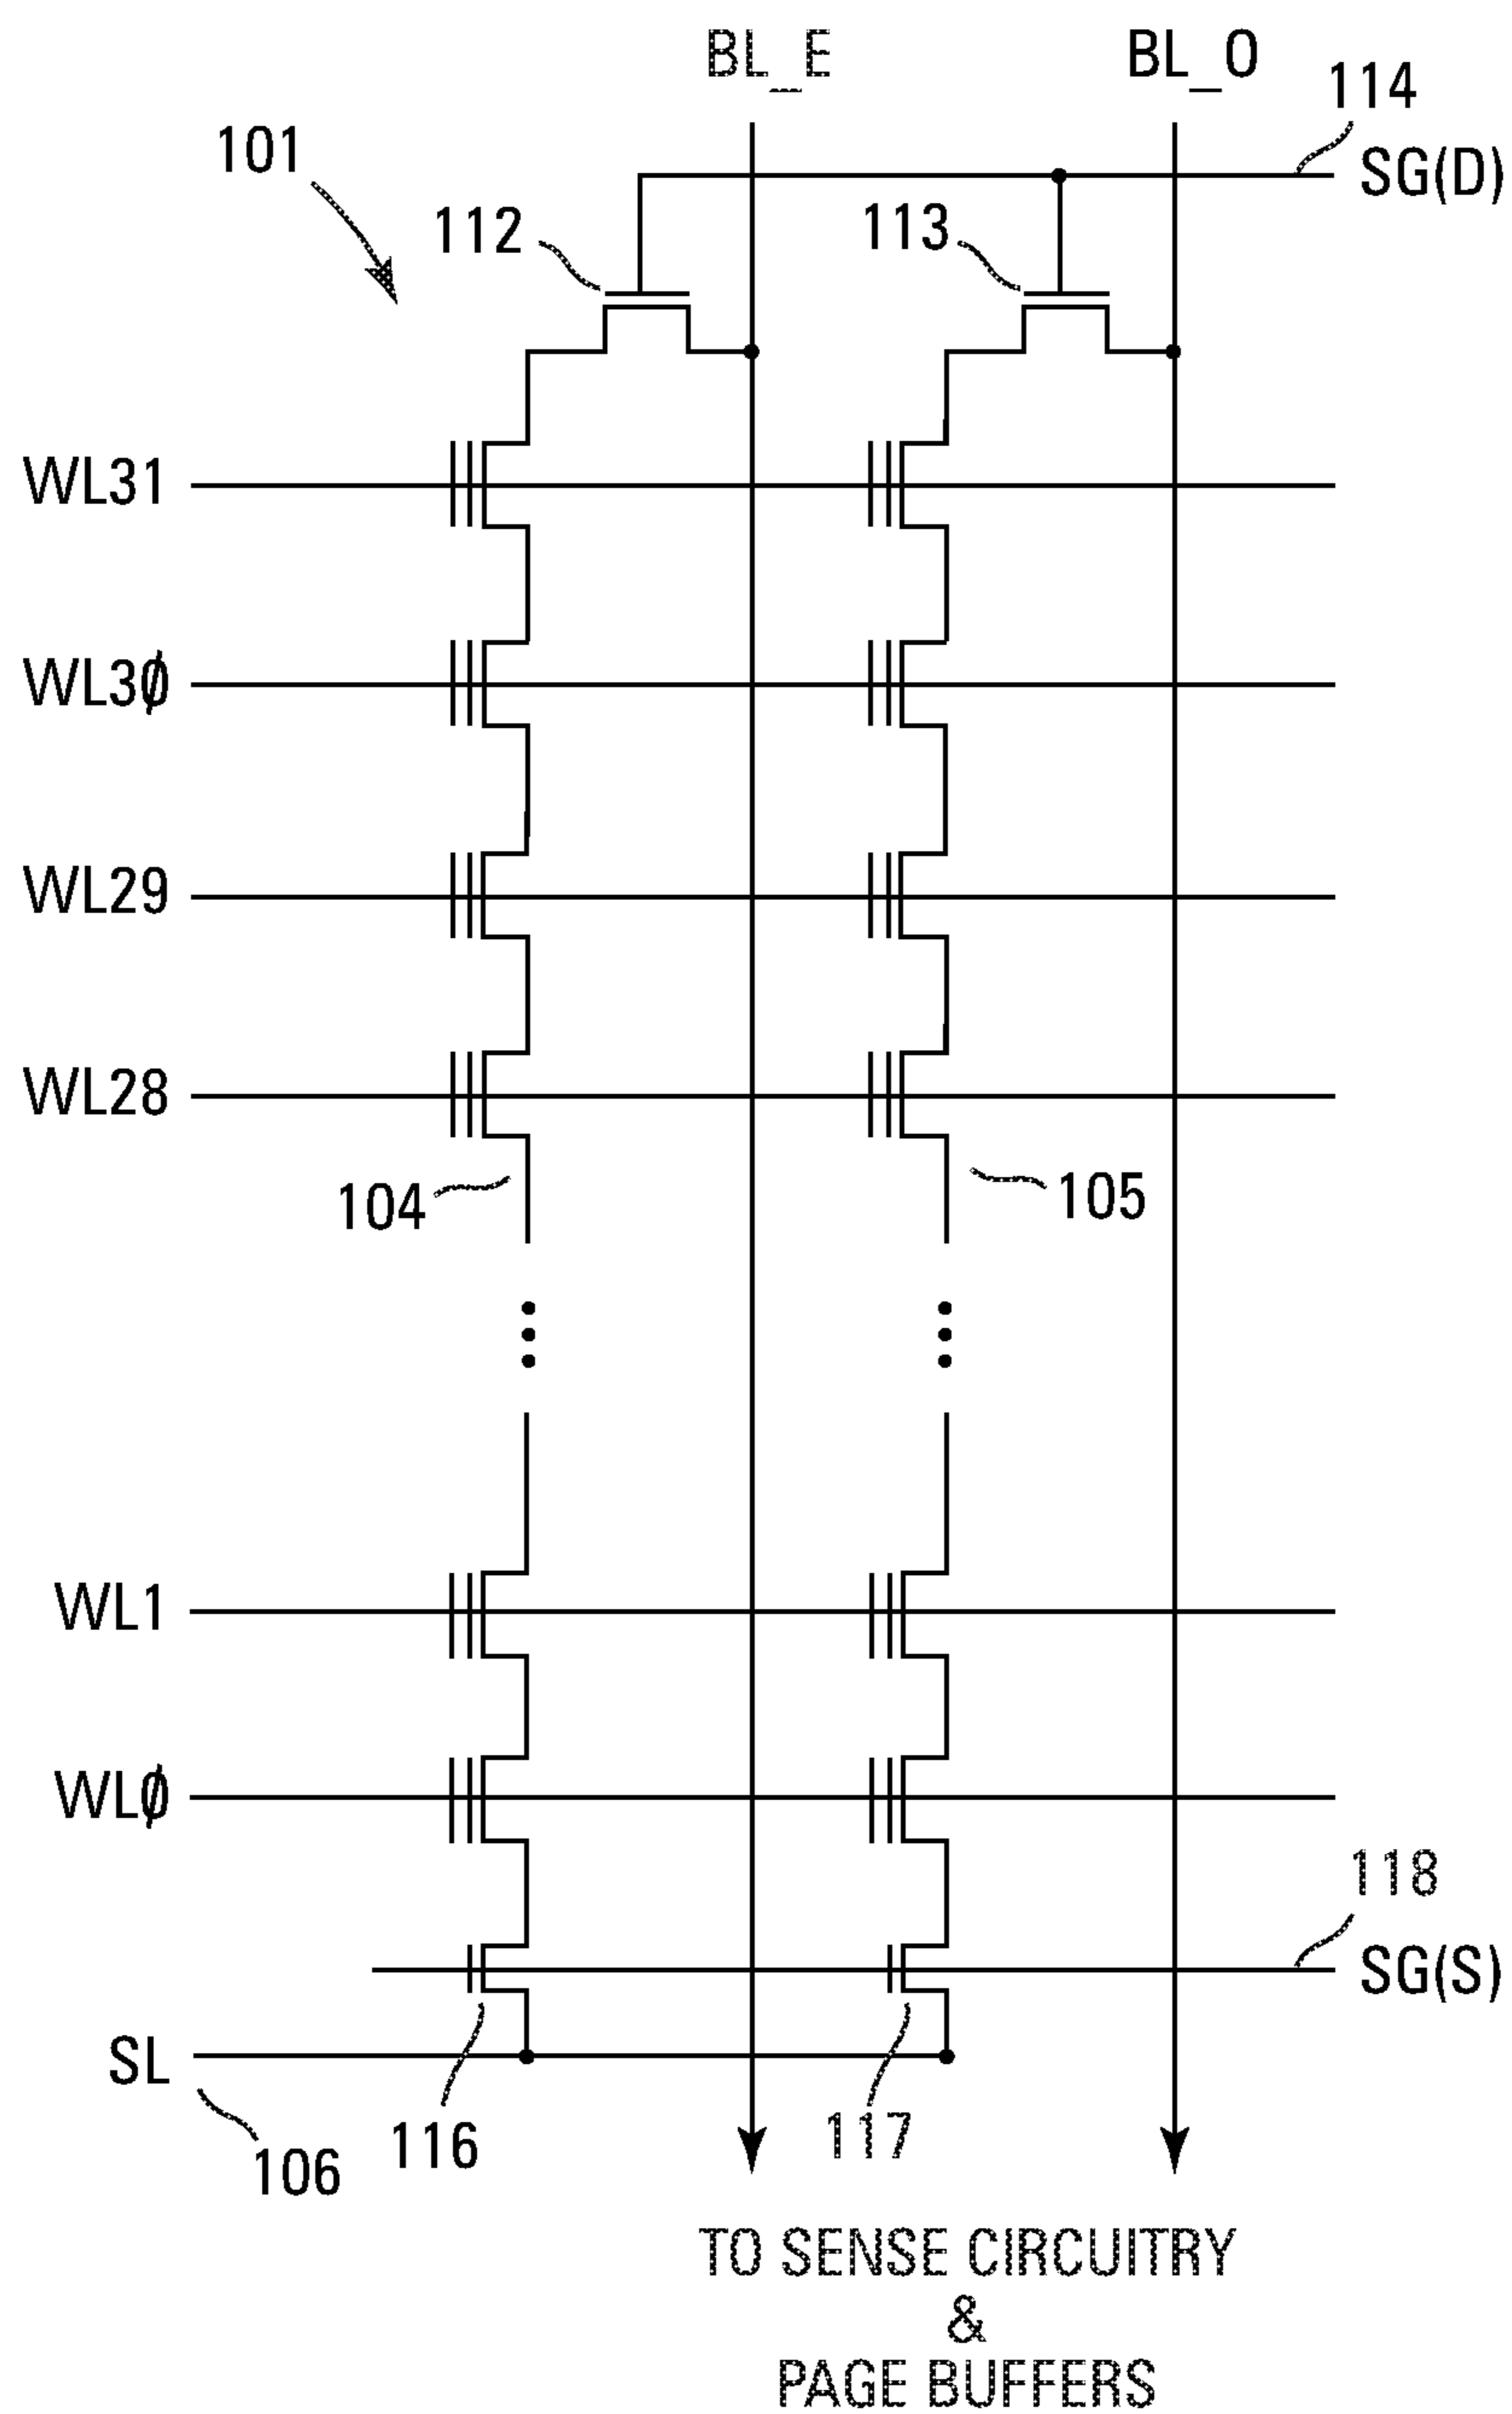 BL_E
BL_O
114
101
SG(D)
112
113
WL31
WL3Ø
WL29
WL28
104
105
WL1
WLØ
118
SG(S)
SL
116
117
106
TO SENSE CIRCUITRY
&
PAGE BUFFERS